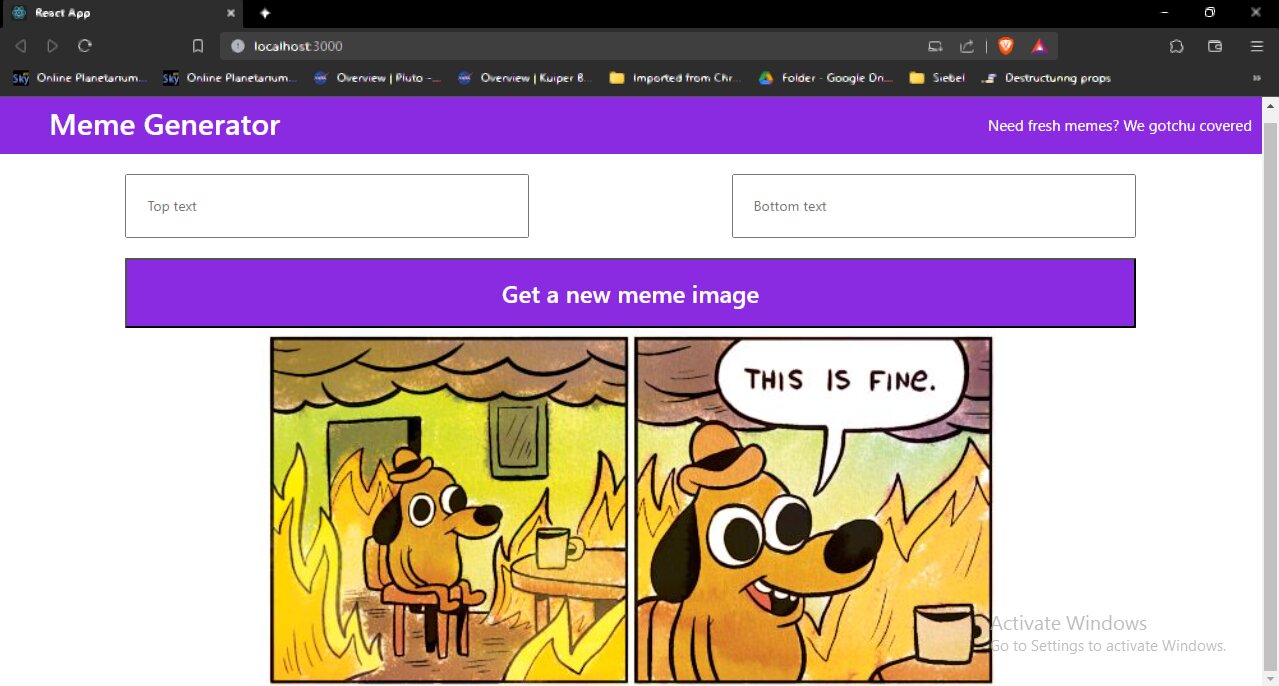 React App
localhost:3000
Sky Online Planetarium... Sky Online Planetarium... Overview | Pluto -... Overview | Kuiper B... Imported from Chr... Folder - Google Dri... Siebel Destructuring props
Meme Generator
Need fresh memes? We gotchu covered
Top text
Bottom text
Get a new meme image
THIS IS FINE.
Activate Windows
Go to Settings to activate Windows.